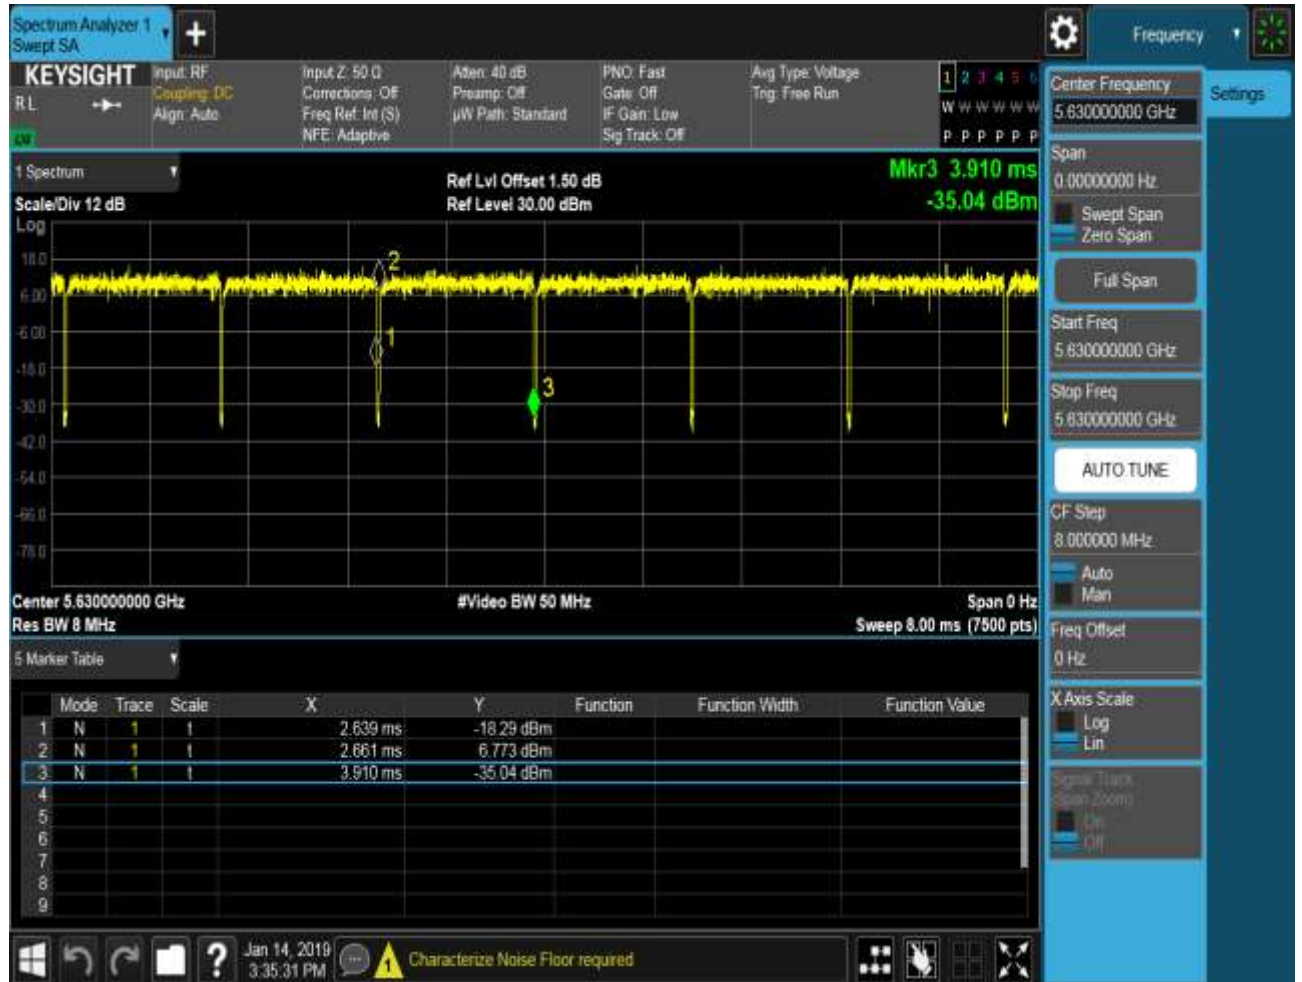 Spectrum Analyzer 1
Swept SA
+
Frequency
KEYSIGHT
R L
Input: RF
Coupling: DC
Align: Auto
Input Z: 50 Ω
Corrections: Off
Freq Ref: Int (S)
NFE: Adaptive
Atten: 40 dB
Preamp: Off
µW Path: Standard
PNO: Fast
Gate: Off
IF Gain: Low
Sig Track: Off
Avg Type: Voltage
Trig: Free Run
1 2 3 4 5 6
W W W W W W
P P P P P P
1 Spectrum
Scale/Div 12 dB
Log
Ref Lvl Offset 1.50 dB
Ref Level 30.00 dBm
Mkr3 3.910 ms
-35.04 dBm
18.0
6.00
-6.00
-18.0
-30.0
-42.0
-54.0
-66.0
-78.0
2
1
3
Center 5.630000000 GHz
Res BW 8 MHz
#Video BW 50 MHz
Span 0 Hz
Sweep 8.00 ms (7500 pts)
5 Marker Table
Mode Trace Scale X Y Function Function Width Function Value
1 N 1 t 2.639 ms -18.29 dBm
2 N 1 t 2.661 ms 6.773 dBm
3 N 1 t 3.910 ms -35.04 dBm
4
5
6
7
8
9
Jan 14, 2019
3:35:31 PM
?
1
Characterize Noise Floor required
Center Frequency
5.630000000 GHz
Settings
Span
0.00000000 Hz
Swept Span
Zero Span
Full Span
Start Freq
5.630000000 GHz
Stop Freq
5.630000000 GHz
AUTO TUNE
CF Step
8.000000 MHz
Auto
Man
Freq Offset
0 Hz
X Axis Scale
Log
Lin
Signal Track
(Span Zoom)
On
Off